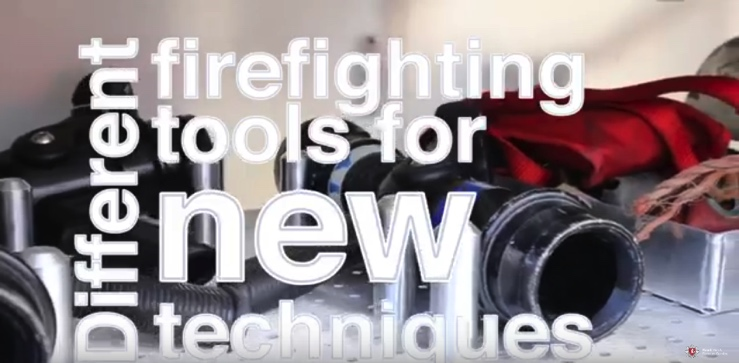 Different
firefighting
tools for
new
techniques